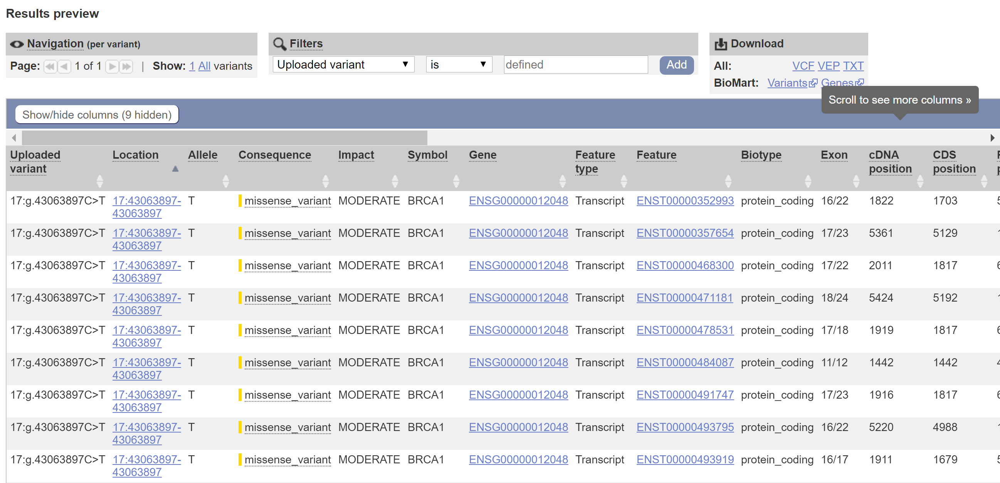 Results preview
Navigation (per variant)
Page: 1 of 1 | Show: 1 All variants
Filters
Uploaded variant ▼ is ▼ defined Add
Download
All: VCF VEP TXT
BioMart: Variants Genes
Scroll to see more columns »
Show/hide columns (9 hidden)
Uploaded variant Location Allele Consequence Impact Symbol Gene Feature type Feature Biotype Exon cDNA position CDS position
17:g.43063897C>T 17:43063897-43063897 T missense_variant MODERATE BRCA1 ENSG00000012048 Transcript ENST00000352993 protein_coding 16/22 1822 1703
17:g.43063897C>T 17:43063897-43063897 T missense_variant MODERATE BRCA1 ENSG00000012048 Transcript ENST00000357654 protein_coding 17/23 5361 5129
17:g.43063897C>T 17:43063897-43063897 T missense_variant MODERATE BRCA1 ENSG00000012048 Transcript ENST00000468300 protein_coding 17/22 2011 1817
17:g.43063897C>T 17:43063897-43063897 T missense_variant MODERATE BRCA1 ENSG00000012048 Transcript ENST00000471181 protein_coding 18/24 5424 5192
17:g.43063897C>T 17:43063897-43063897 T missense_variant MODERATE BRCA1 ENSG00000012048 Transcript ENST00000478531 protein_coding 17/18 1919 1817
17:g.43063897C>T 17:43063897-43063897 T missense_variant MODERATE BRCA1 ENSG00000012048 Transcript ENST00000484087 protein_coding 11/12 1442 1442
17:g.43063897C>T 17:43063897-43063897 T missense_variant MODERATE BRCA1 ENSG00000012048 Transcript ENST00000491747 protein_coding 17/23 1916 1817
17:g.43063897C>T 17:43063897-43063897 T missense_variant MODERATE BRCA1 ENSG00000012048 Transcript ENST00000493795 protein_coding 16/22 5220 4988
17:g.43063897C>T 17:43063897-43063897 T missense_variant MODERATE BRCA1 ENSG00000012048 Transcript ENST00000493919 protein_coding 16/17 1911 1679